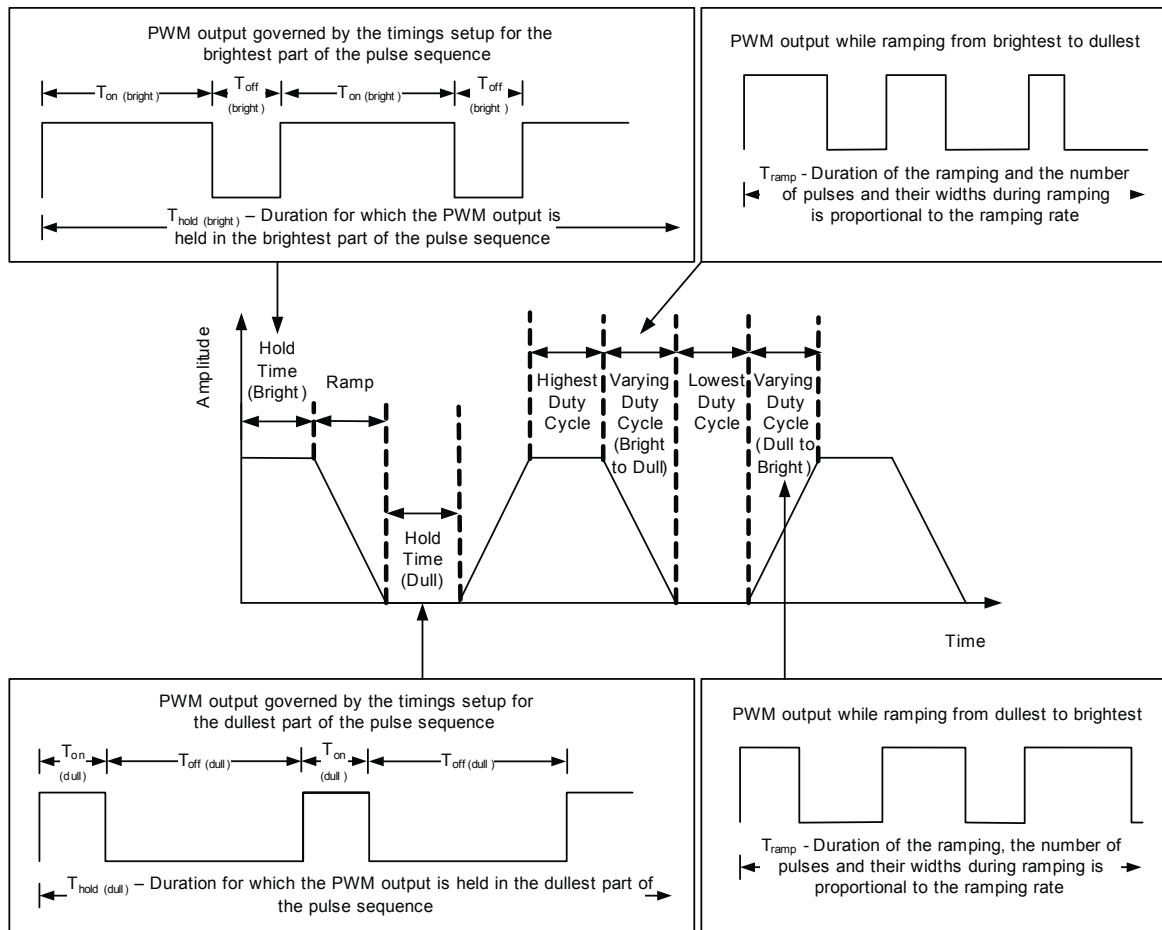 PWM output governed by the timings setup for the
brightest part of the pulse sequence
Ton (bright)
Toff
(bright)
Ton (bright)
Toff
(bright)
Thold (bright) – Duration for which the PWM output is
held in the brightest part of the pulse sequence
PWM output while ramping from brightest to dullest
Tramp - Duration of the ramping and the number
of pulses and their widths during ramping
is proportional to the ramping rate
Amplitude
Hold
Time
(Bright)
Ramp
Hold
Time
(Dull)
Highest
Duty
Cycle
Varying
Duty
Cycle
(Bright
to Dull)
Lowest
Duty
Cycle
Varying
Duty
Cycle
(Dull to
Bright)
Time
PWM output governed by the timings setup for
the dullest part of the pulse sequence
Ton
(dull)
Toff (dull)
Ton
(dull)
Toff (dull)
Thold (dull) – Duration for which the PWM output is held in the dullest part of
the pulse sequence
PWM output while ramping from dullest to brightest
Tramp - Duration of the ramping, the number of
pulses and their widths during ramping is
proportional to the ramping rate